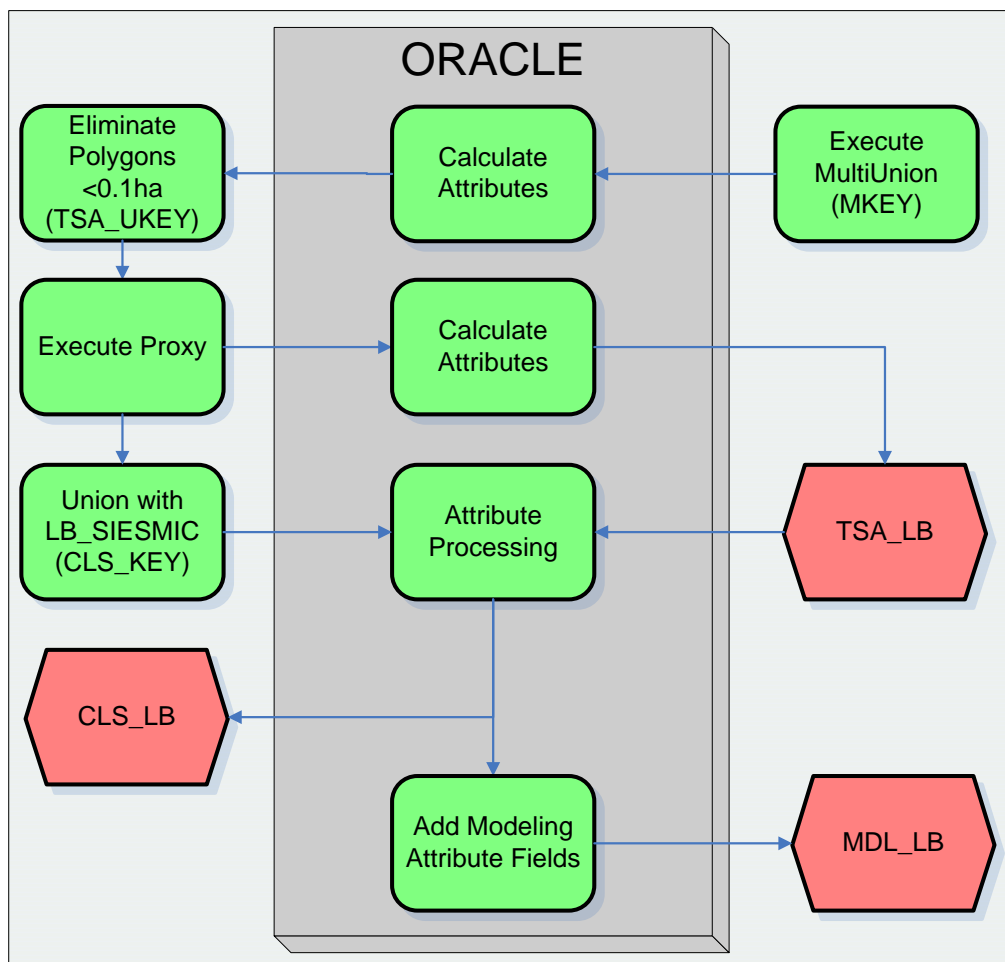 ORACLE
Eliminate
Polygons
<0.1ha
(TSA_UKEY)
Calculate
Attributes
Execute
MultiUnion
(MKEY)
Execute Proxy
Calculate
Attributes
Union with
LB_SIESMIC
(CLS_KEY)
Attribute
Processing
TSA_LB
CLS_LB
Add Modeling
Attribute Fields
MDL_LB